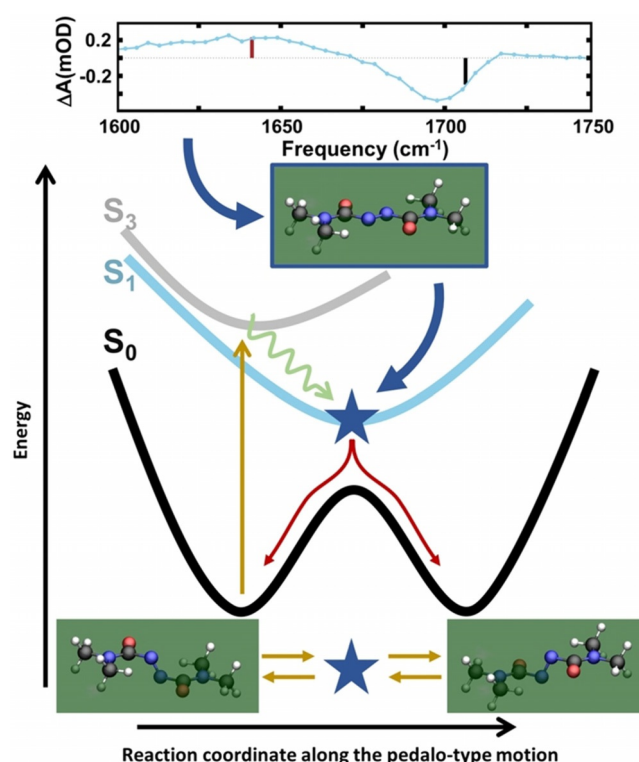 ΔA(mOD)
0.2
-0.2
1600
1650
1700
1750
Frequency (cm⁻¹)
S₃
S₁
S₀
Energy
Reaction coordinate along the pedalo-type motion